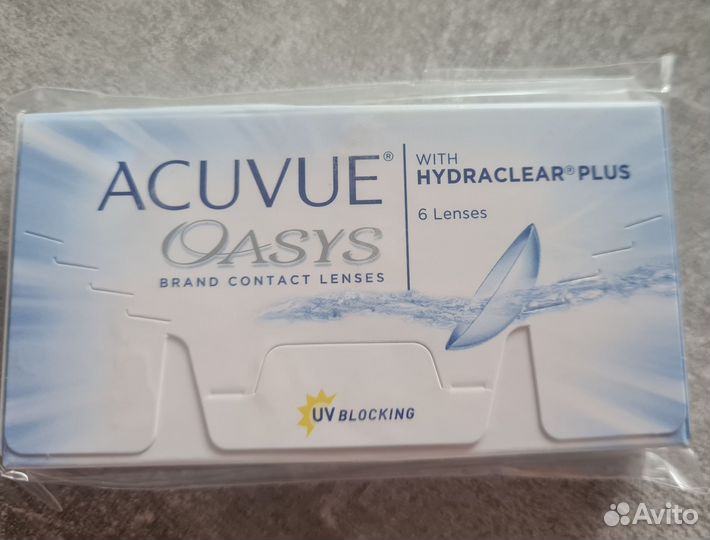 ACUVUE®
OASYS
BRAND CONTACT LENSES
WITH
HYDRACLEAR® PLUS
6 Lenses
UV BLOCKING
Avito